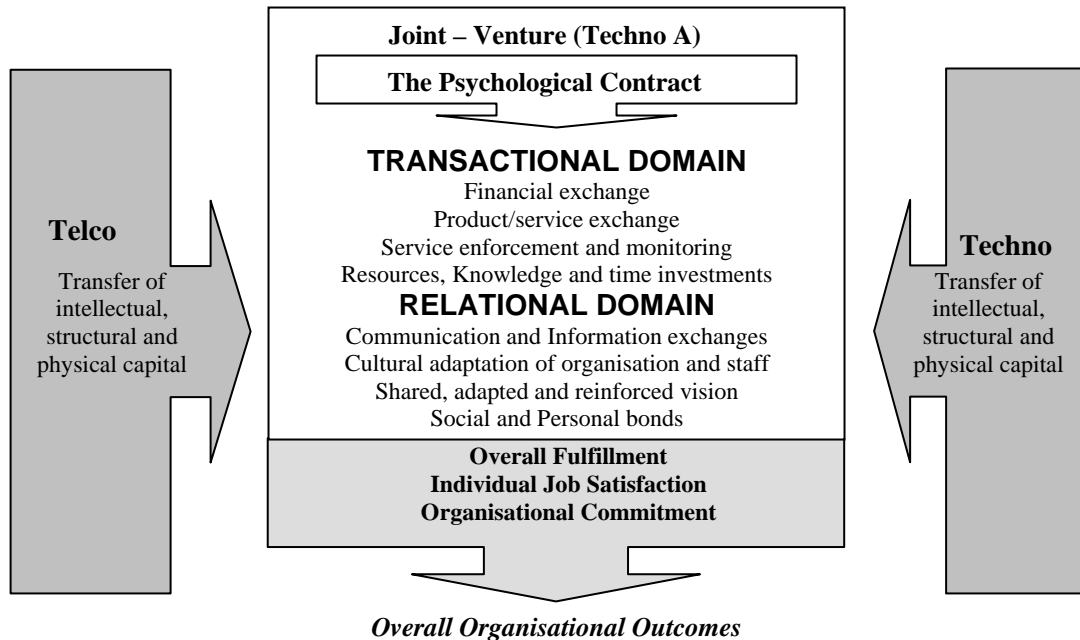 Joint – Venture (Techno A)
The Psychological Contract
TRANSACTIONAL DOMAIN
Financial exchange
Product/service exchange
Service enforcement and monitoring
Resources, Knowledge and time investments
RELATIONAL DOMAIN
Communication and Information exchanges
Cultural adaptation of organisation and staff
Shared, adapted and reinforced vision
Social and Personal bonds
Overall Fulfillment
Individual Job Satisfaction
Organisational Commitment
Telco
Transfer of
intellectual,
structural and
physical capital
Techno
Transfer of
intellectual,
structural and
physical capital
Overall Organisational Outcomes